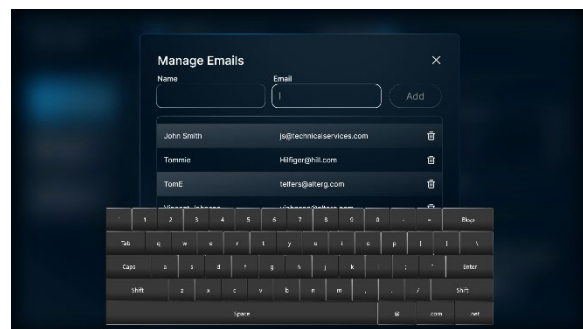 Manage Emails
Name Email
Add
John Smith js@technicalservices.com
Tommie Hilfiger@hill.com
TomE telfers@alterg.com
1 2 3 4 5 6 7 8 9 0 - = Bksp
Tab q w e r t y u i o p [ ] \
Caps a s d f g h j k l ; ' Enter
Shift z x c v b n m , . / Shift
Space @ .com .net